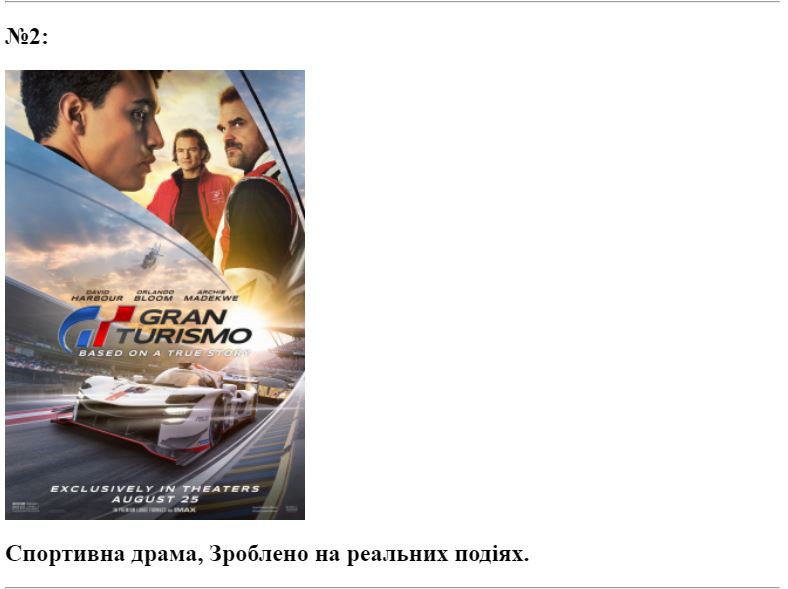 №2:
DAVID ORLANDO ARCHIE
HARBOUR BLOOM MADEKWE
GRAN
TURISMO
BASED ON A TRUE STORY
EXCLUSIVELY IN THEATERS
AUGUST 25
IN PREMIUM LARGE FORMATS and IMAX
Спортивна драма, Зроблено на реальних подіях.